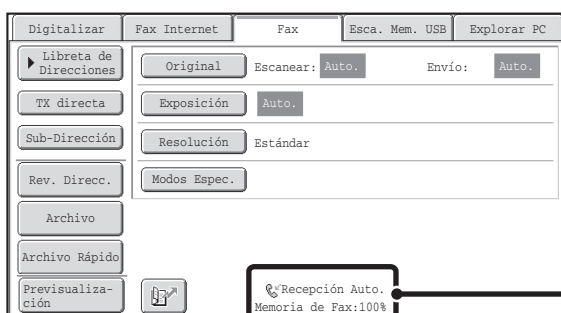 Digitalizar
Fax Internet
Fax
Esca. Mem. USB
Explorar PC
Libreta de
Direcciones
Original
Escanear: Auto.
Envío: Auto.
TX directa
Exposición
Auto.
Sub-Dirección
Resolución
Estándar
Rev. Direcc.
Modos Espec.
Archivo
Archivo Rápido
Previsualiza-
ción
Recepción Auto.
Memoria de Fax:100%